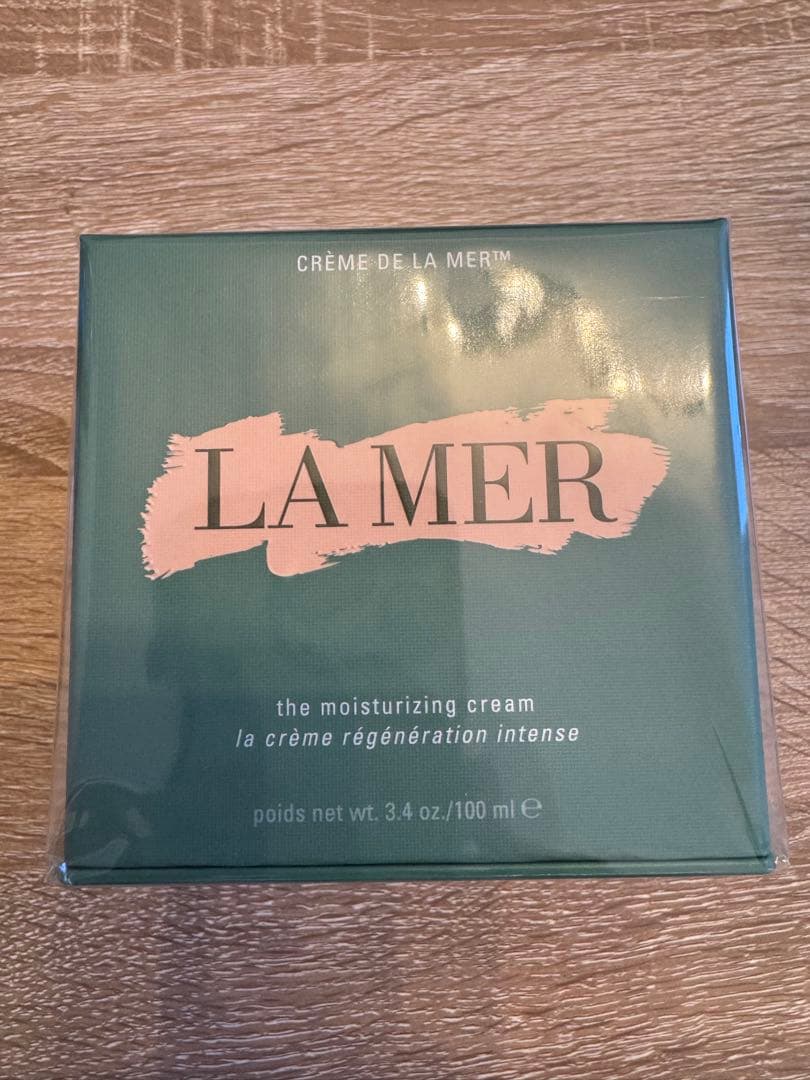 CRÈME DE LA MER™
LA MER
the moisturizing cream
la crème régénération intense
poids net wt. 3.4 oz./100 ml ℮